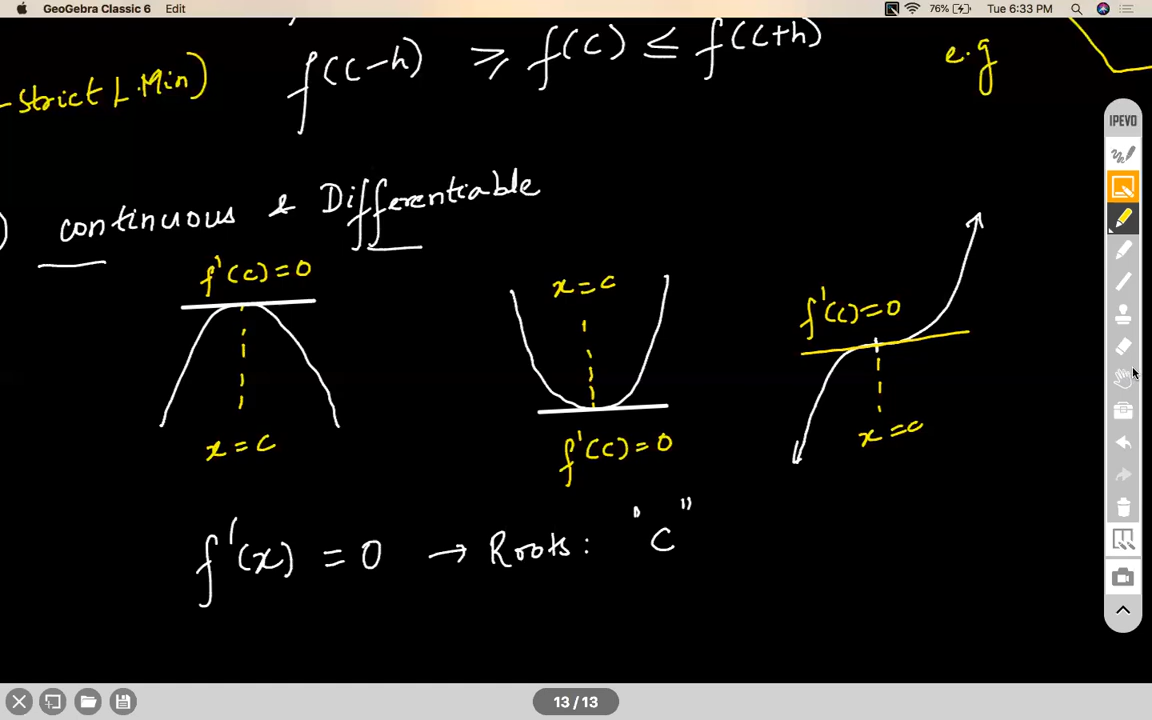 GeoGebra Classic 6 Edit 76% Tue 6:33 PM
f(c-h) ≥ f(c) ≤ f(c+h)
e.g
-Strict L.Min)
IPEVO
) continuous & Differentiable
f'(c)=0
x=c
f'(c)=0
x=c
f'(c)=0
x=c
f'(x) = 0 → Roots: "c"
13/13